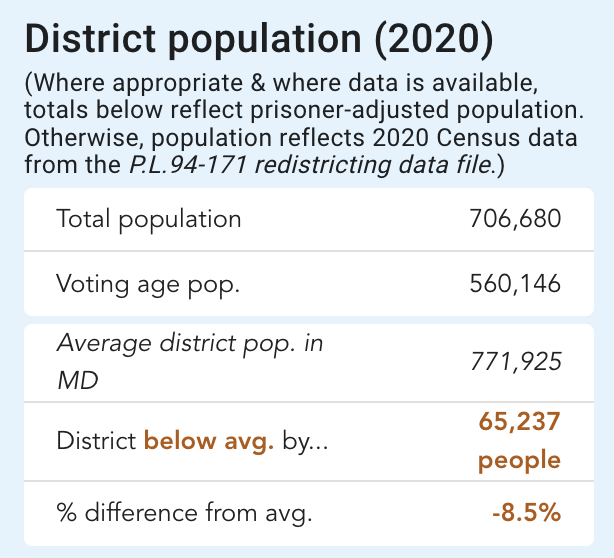 District population (2020)
(Where appropriate & where data is available,
totals below reflect prisoner-adjusted population.
Otherwise, population reflects 2020 Census data
from the P.L.94-171 redistricting data file.)
Total population 706,680
Voting age pop. 560,146
Average district pop. in
MD
771,925
District below avg. by...
65,237
people
% difference from avg. -8.5%